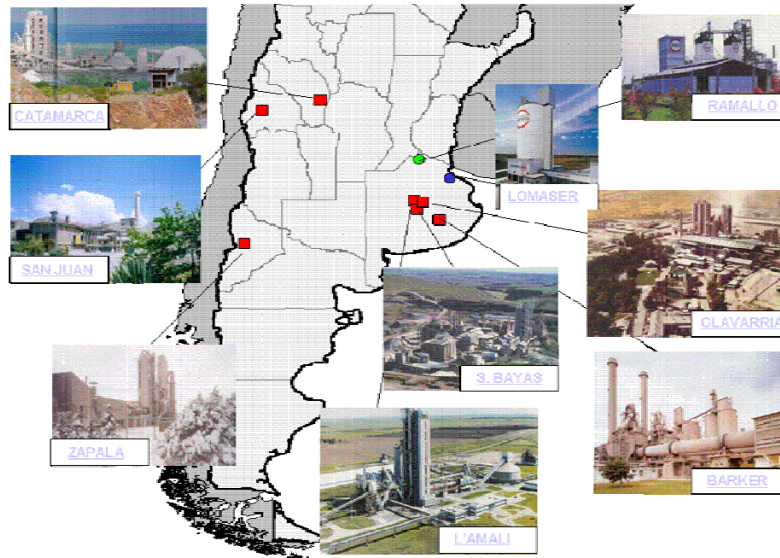 CATAMARCA
RAMALLO
LOMASER
SAN JUAN
OLAVARRIA
S. BAYAS
ZAPALA
BARKER
L'AMALI